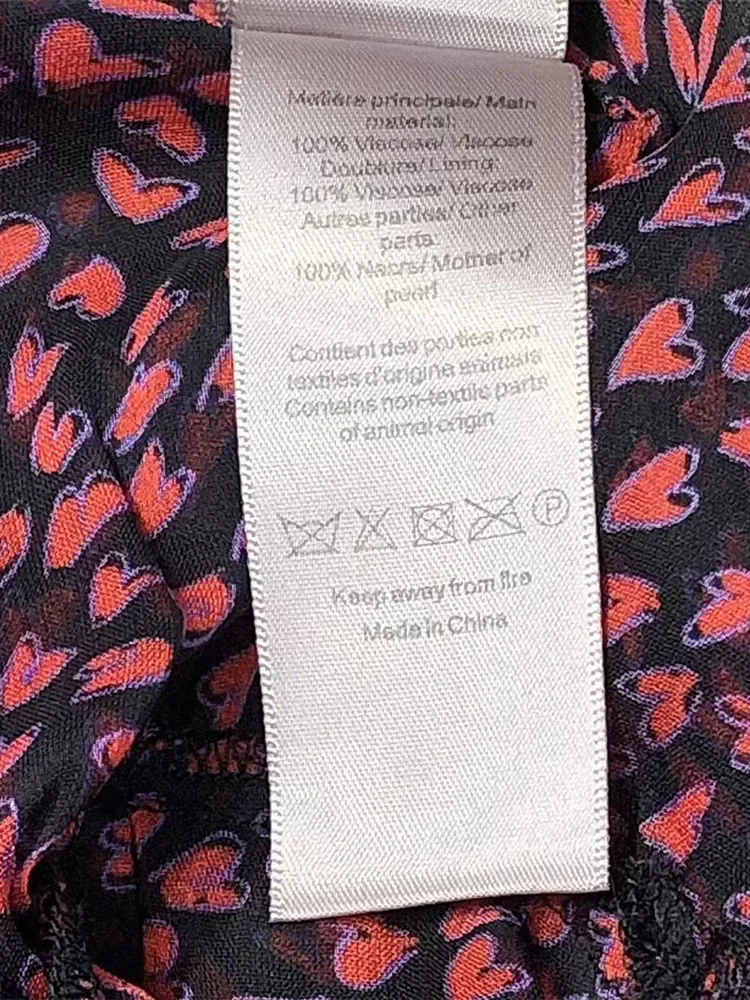 Matière principale/ Main
material:
100% Viscose/ Viscose
Doublure/ Lining:
100% Viscose/ Viscose
Autres parties/ Other
parts:
100% Nacre/ Mother of
pearl
Contient des parties non
textiles d'origine animale
Contains non-textile parts
of animal origin
P
Keep away from fire
Made in China